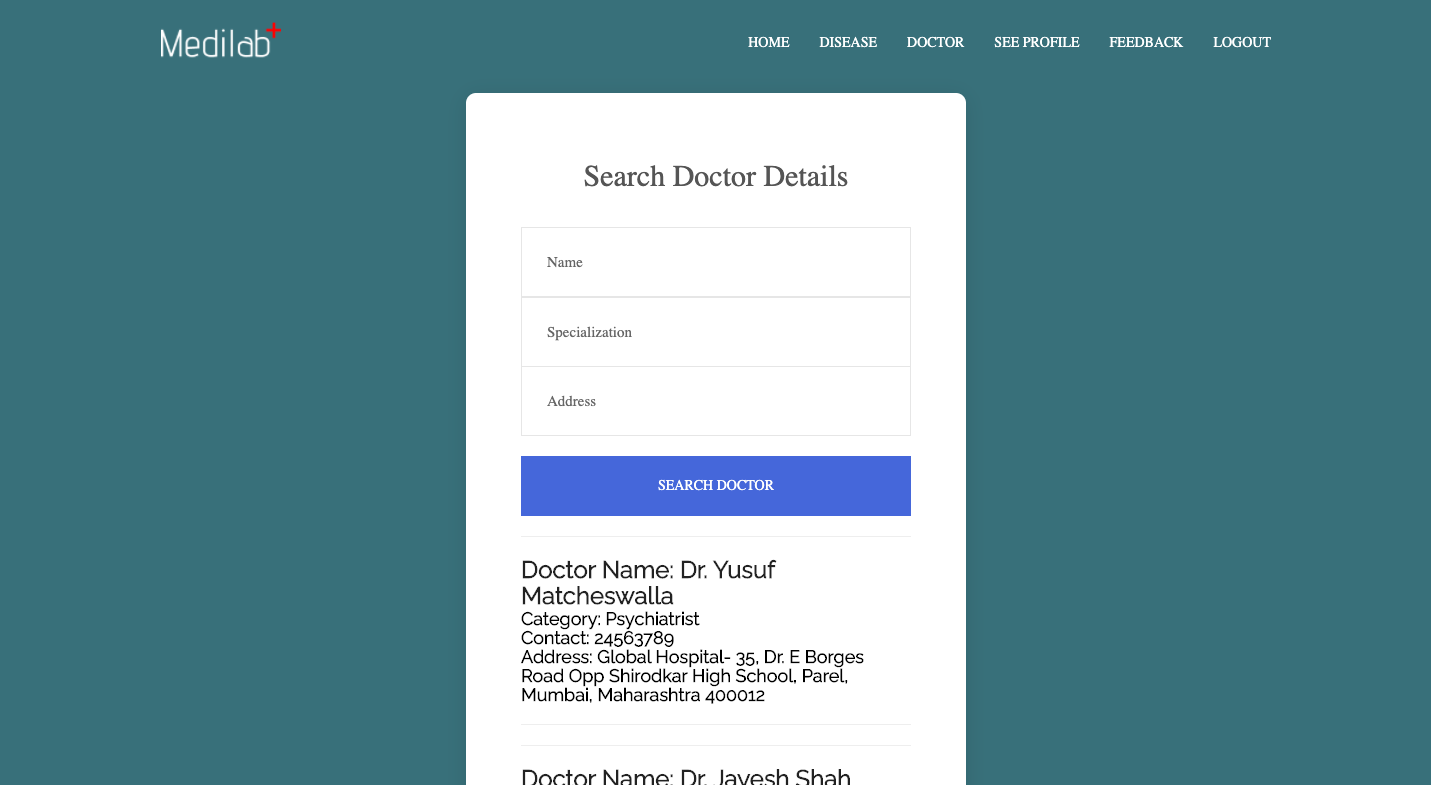 Medilab+
HOME DISEASE DOCTOR SEE PROFILE FEEDBACK LOGOUT
Search Doctor Details
Name
Specialization
Address
SEARCH DOCTOR
Doctor Name: Dr. Yusuf
Matcheswalla
Category: Psychiatrist
Contact: 24563789
Address: Global Hospital- 35, Dr. E Borges
Road Opp Shirodkar High School, Parel,
Mumbai, Maharashtra 400012
Doctor Name: Dr. Jayesh Shah